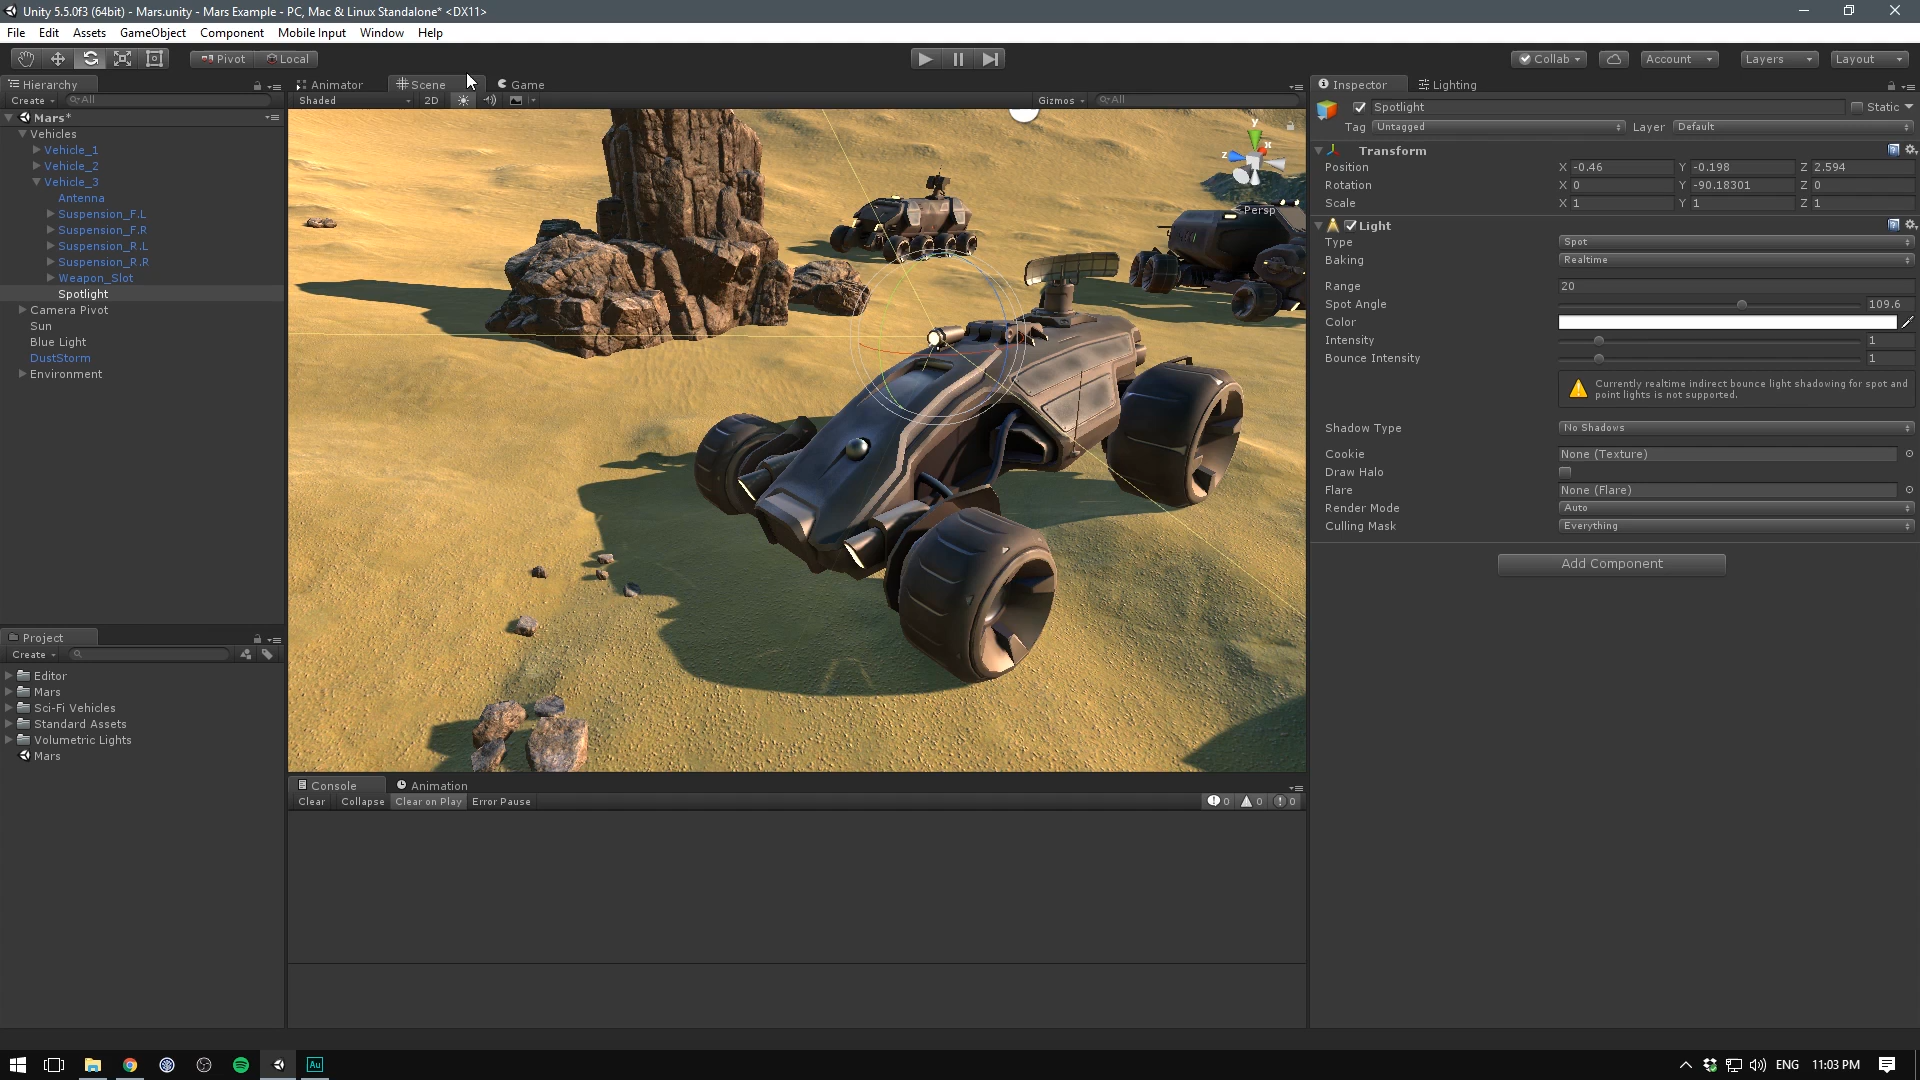 Unity 5.5.0f3 (64bit) - Mars.unity - Mars Example - PC, Mac & Linux Standalone* <DX11>
File Edit Assets GameObject Component Mobile Input Window Help
Pivot Local Collab Account Layers Layout
Hierarchy
Create All
Mars*
Vehicles
Vehicle_1
Vehicle_2
Vehicle_3
Antenna
Suspension_F.L
Suspension_F.R
Suspension_R.L
Suspension_R.R
Weapon_Slot
Spotlight
Camera Pivot
Sun
Blue Light
DustStorm
Environment
Project
Create
Editor
Mars
Sci-Fi Vehicles
Standard Assets
Volumetric Lights
Mars
Animator Scene Game
Shaded 2D Gizmos All
y
x
z
Persp
Console Animation
Clear Collapse Clear on Play Error Pause 0 0 0
Inspector Lighting
Spotlight Static
Tag Untagged Layer Default
Transform
Position X -0.46 Y -0.198 Z 2.594
Rotation X 0 Y -90.18301 Z 0
Scale X 1 Y 1 Z 1
Light
Type Spot
Baking Realtime
Range 20
Spot Angle 109.6
Color
Intensity 1
Bounce Intensity 1
Currently realtime indirect bounce light shadowing for spot and
point lights is not supported.
Shadow Type No Shadows
Cookie None (Texture)
Draw Halo
Flare None (Flare)
Render Mode Auto
Culling Mask Everything
Add Component
Au ENG 11:03 PM